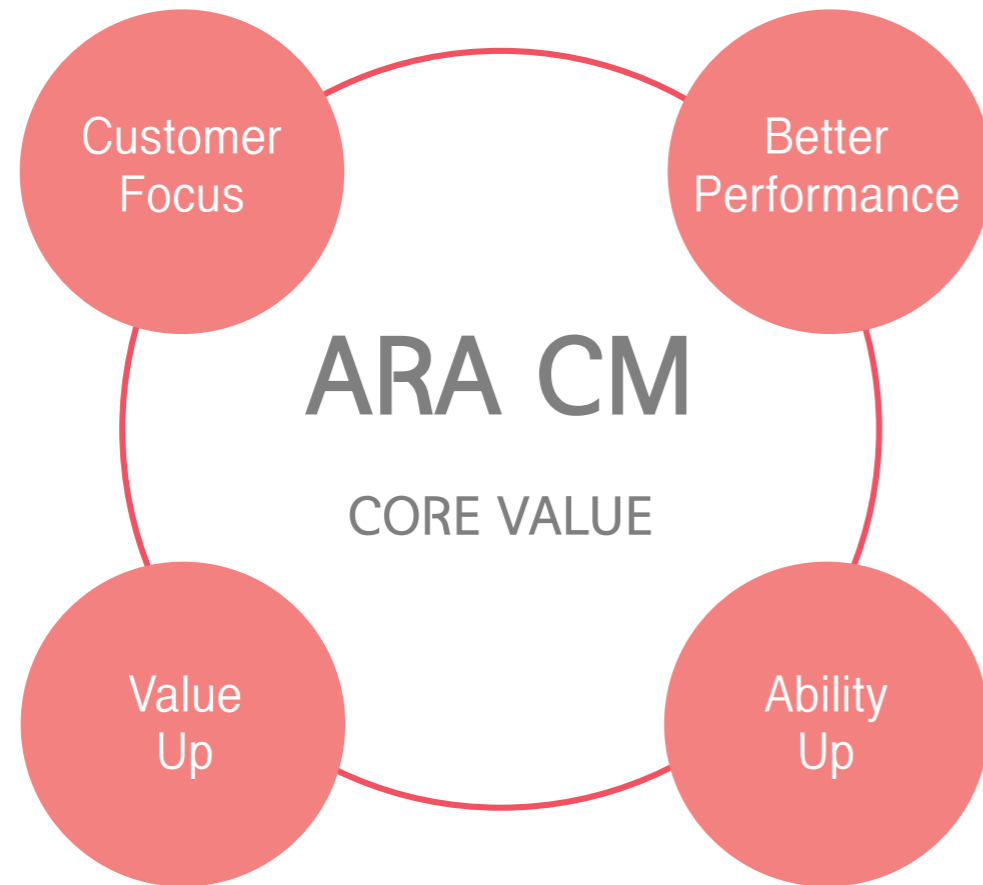 Customer
Focus
Better
Performance
ARA CM
CORE VALUE
Value
Up
Ability
Up